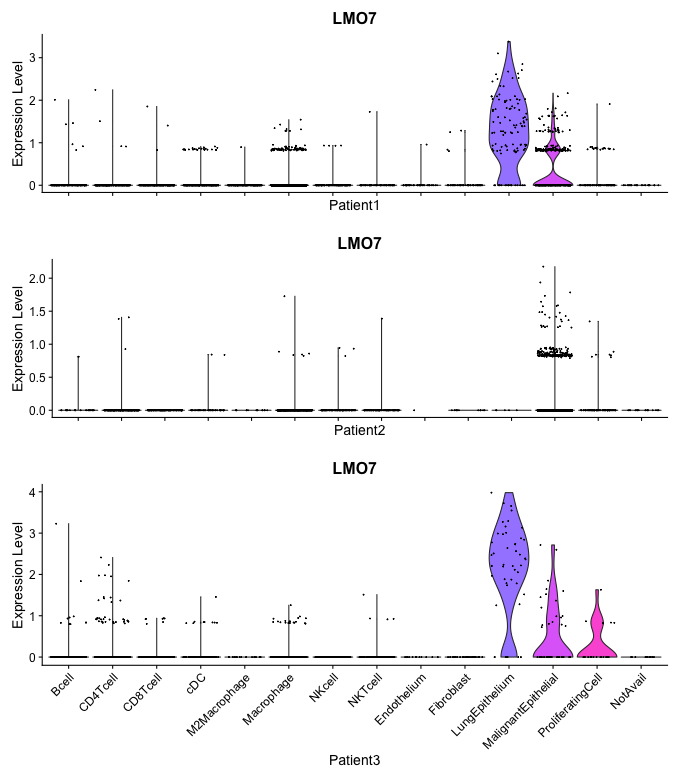 LMO7
Expression Level
3
2
1
0
Patient1
LMO7
Expression Level
2.0
1.5
1.0
0.5
0.0
Patient2
LMO7
Expression Level
4
3
2
1
0
Bcell
CD4Tcell
CD8Tcell
cDC
M2Macrophage
Macrophage
NKcell
NKTcell
Endothelium
Fibroblast
LungEpithelium
MalignantEpithelial
ProliferatingCell
NotAvail
Patient3